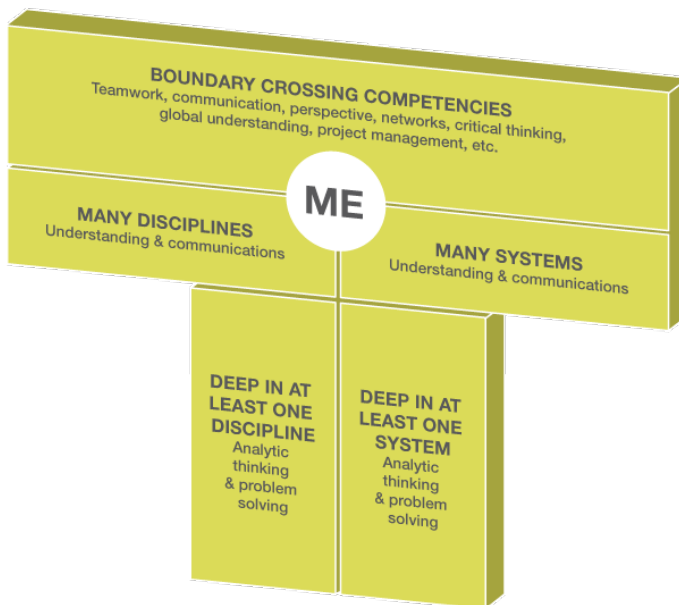 BOUNDARY CROSSING COMPETENCIES
Teamwork, communication, perspective, networks, critical thinking,
global understanding, project management, etc.
ME
MANY DISCIPLINES
Understanding & communications
MANY SYSTEMS
Understanding & communications
DEEP IN AT
LEAST ONE
DISCIPLINE
Analytic
thinking
& problem
solving
DEEP IN AT
LEAST ONE
SYSTEM
Analytic
thinking
& problem
solving